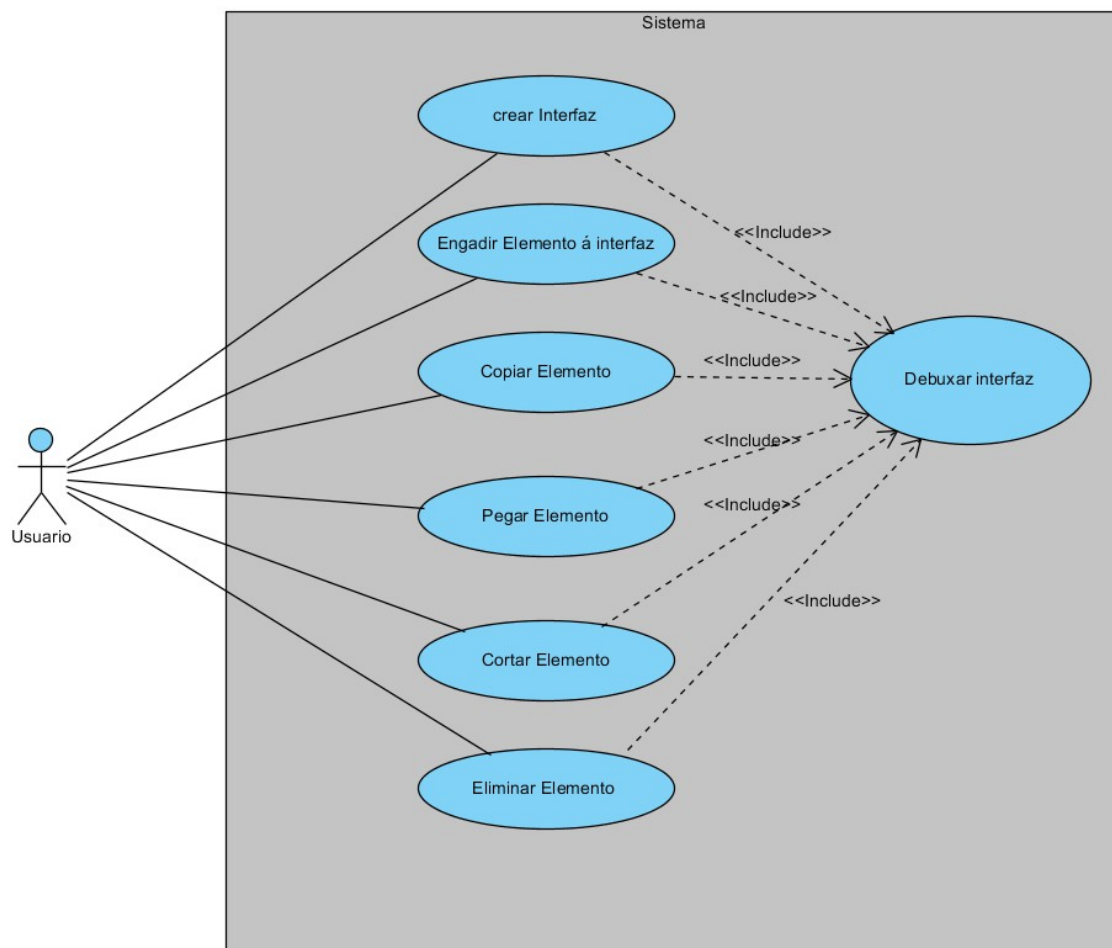 Sistema
crear Interfaz
<<Include>>
Engadir Elemento á interfaz
<<Include>>
Copiar Elemento
<<Include>>
Debuxar interfaz
<<Include>>
Pegar Elemento
<<Include>>
Usuario
<<Include>>
Cortar Elemento
Eliminar Elemento